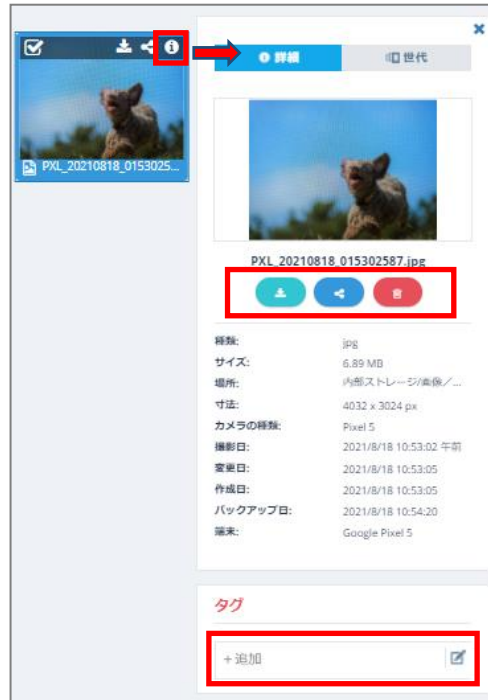 PXL_20210818_0153025...
詳細
世代
PXL_20210818_015302587.jpg
種類: jpg
サイズ: 6.89 MB
場所: 内部ストレージ/画像/...
寸法: 4032 x 3024 px
カメラの種類: Pixel 5
撮影日: 2021/8/18 10:53:02 午前
変更日: 2021/8/18 10:53:05
作成日: 2021/8/18 10:53:05
バックアップ日: 2021/8/18 10:54:20
端末: Google Pixel 5
タグ
+追加